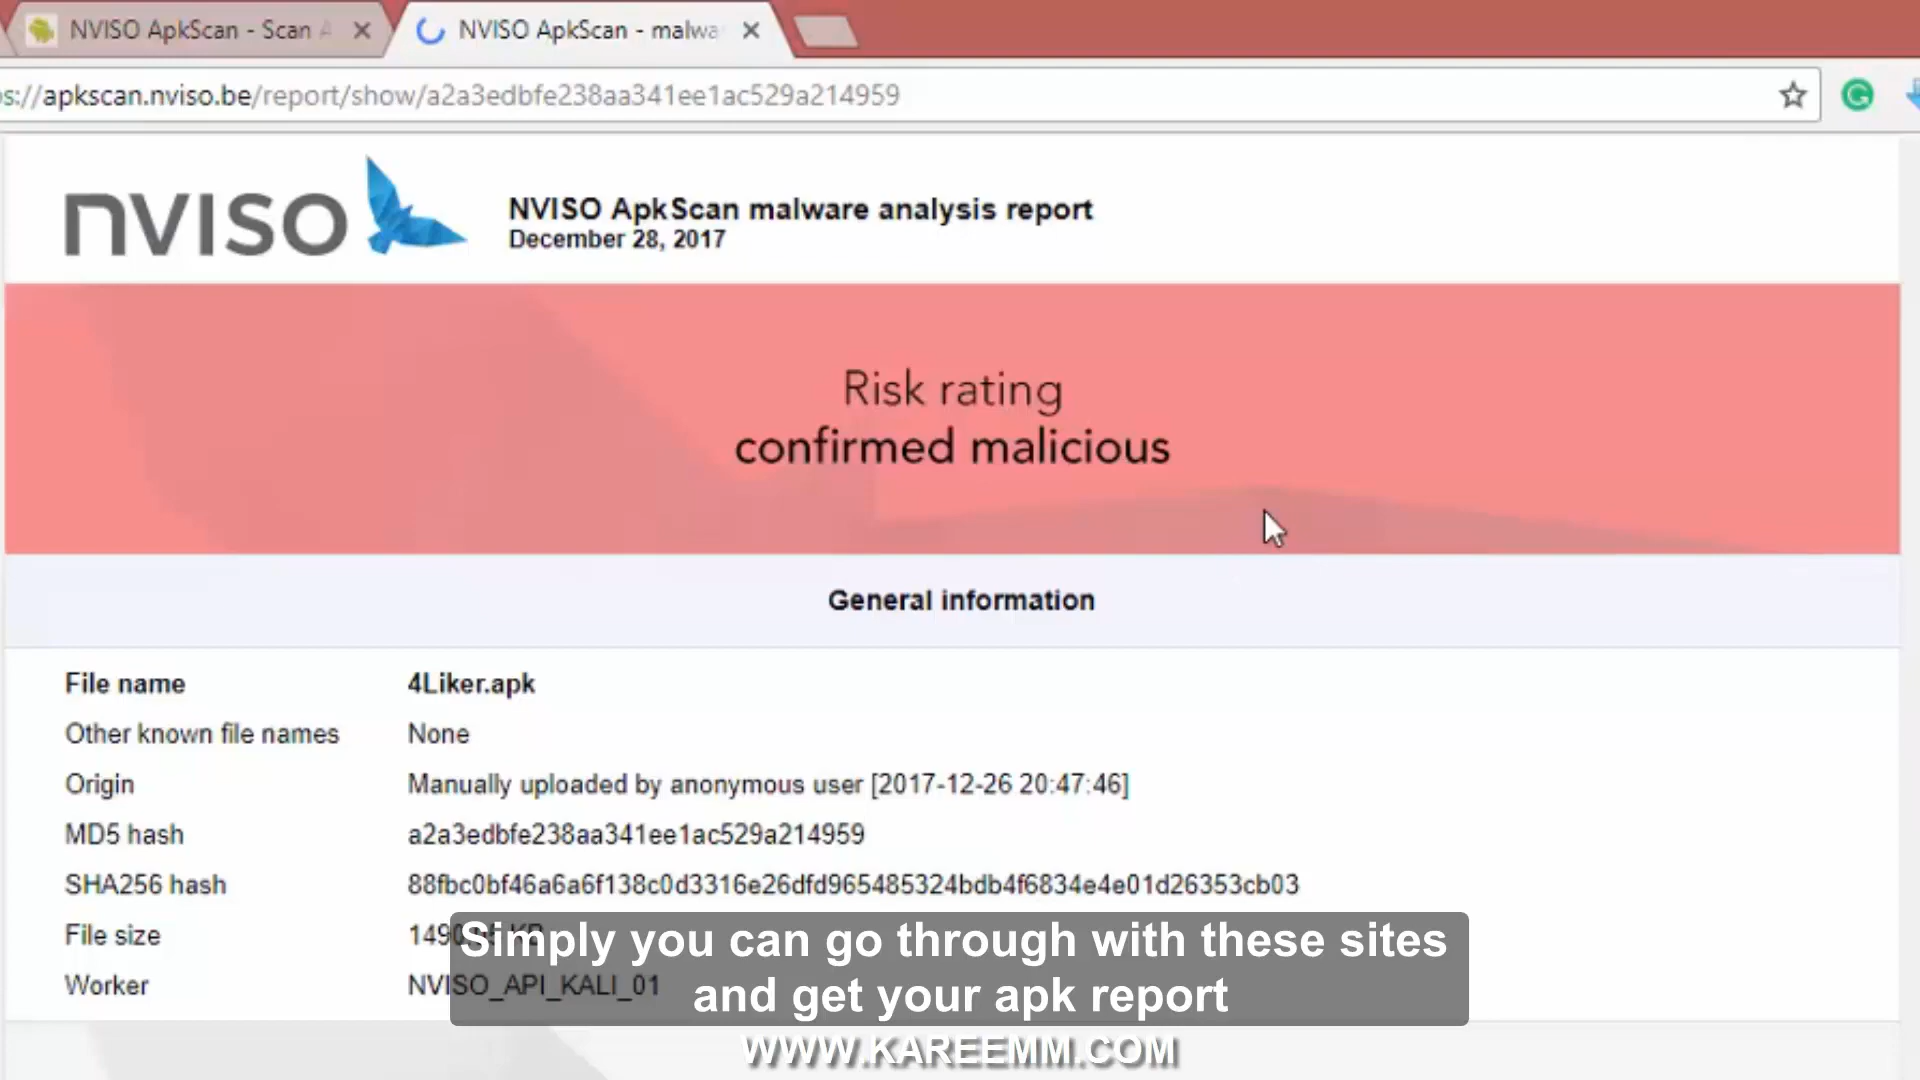 NVISO ApkScan - Scan A
NVISO ApkScan - malwa
s://apkscan.nviso.be/report/show/a2a3edbfe238aa341ee1ac529a214959
nviso
NVISO ApkScan malware analysis report
December 28, 2017
Risk rating
confirmed malicious
General information
File name 4Liker.apk
Other known file names None
Origin Manually uploaded by anonymous user [2017-12-26 20:47:46]
MD5 hash a2a3edbfe238aa341ee1ac529a214959
SHA256 hash 88fbc0bf46a6a6f138c0d3316e26dfd965485324bdb4f6834e4e01d26353cb03
File size
Worker NVISO_API_KALI_01
Simply you can go through with these sites
and get your apk report
WWW.KAREEMM.COM